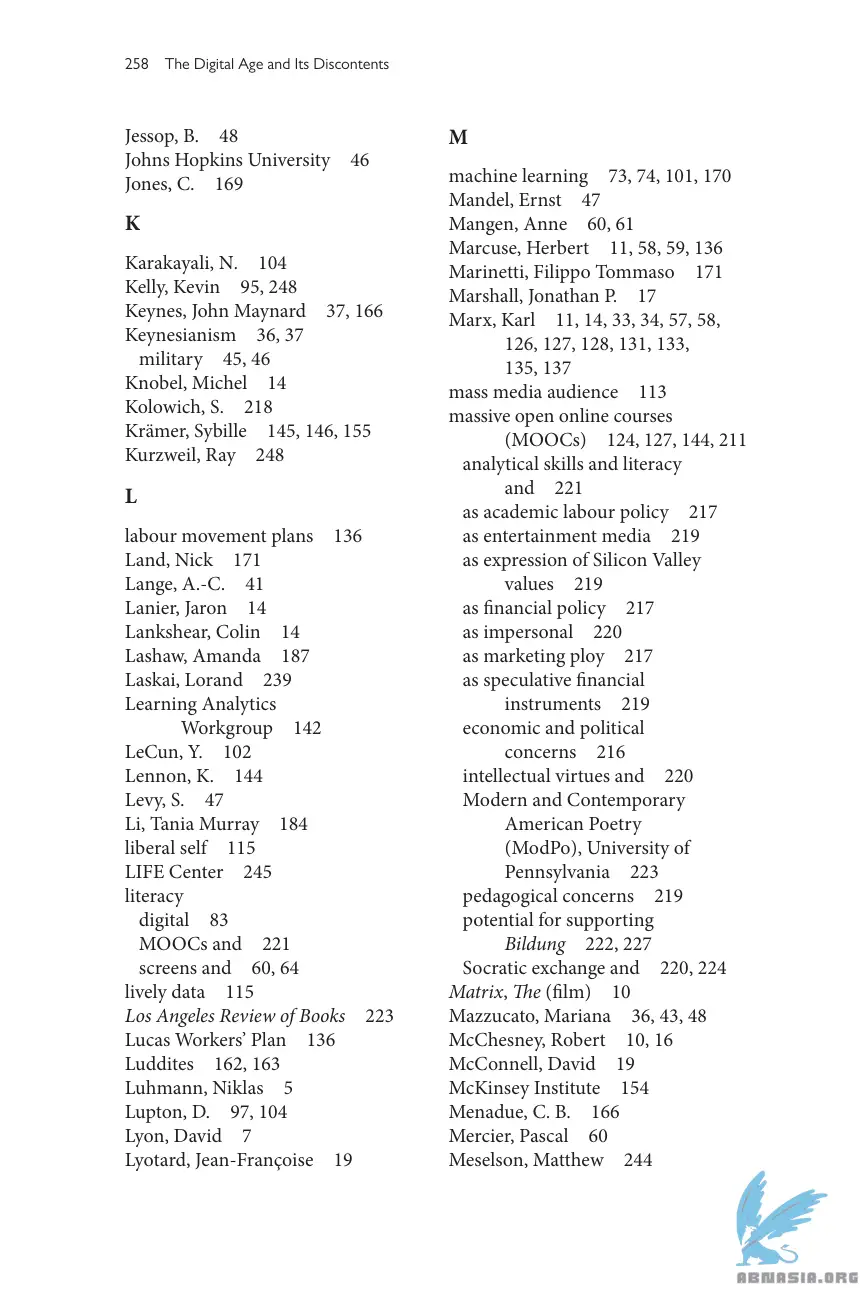 258 The Digital Age and Its Discontents
Jessop, B. 48
Johns Hopkins University 46
Jones, C. 169
K
Karakayali, N. 104
Kelly, Kevin 95, 248
Keynes, John Maynard 37, 166
Keynesianism 36, 37
military 45, 46
Knobel, Michel 14
Kolowich, S. 218
Krämer, Sybille 145, 146, 155
Kurzweil, Ray 248
L
labour movement plans 136
Land, Nick 171
Lange, A.-C. 41
Lanier, Jaron 14
Lankshear, Colin 14
Lashaw, Amanda 187
Laskai, Lorand 239
Learning Analytics
Workgroup 142
LeCun, Y. 102
Lennon, K. 144
Levy, S. 47
Li, Tania Murray 184
liberal self 115
LIFE Center 245
literacy
digital 83
MOOCs and 221
screens and 60, 64
lively data 115
Los Angeles Review of Books 223
Lucas Workers’ Plan 136
Luddites 162, 163
Luhmann, Niklas 5
Lupton, D. 97, 104
Lyon, David 7
Lyotard, Jean-Françoise 19
M
machine learning 73, 74, 101, 170
Mandel, Ernst 47
Mangen, Anne 60, 61
Marcuse, Herbert 11, 58, 59, 136
Marinetti, Filippo Tommaso 171
Marshall, Jonathan P. 17
Marx, Karl 11, 14, 33, 34, 57, 58,
126, 127, 128, 131, 133,
135, 137
mass media audience 113
massive open online courses
(MOOCs) 124, 127, 144, 211
analytical skills and literacy
and 221
as academic labour policy 217
as entertainment media 219
as expression of Silicon Valley
values 219
as financial policy 217
as impersonal 220
as marketing ploy 217
as speculative financial
instruments 219
economic and political
concerns 216
intellectual virtues and 220
Modern and Contemporary
American Poetry
(ModPo), University of
Pennsylvania 223
pedagogical concerns 219
potential for supporting
Bildung 222, 227
Socratic exchange and 220, 224
Matrix, The (film) 10
Mazzucato, Mariana 36, 43, 48
McChesney, Robert 10, 16
McConnell, David 19
McKinsey Institute 154
Menadue, C. B. 166
Mercier, Pascal 60
Meselson, Matthew 244
ABNASIA.ORG